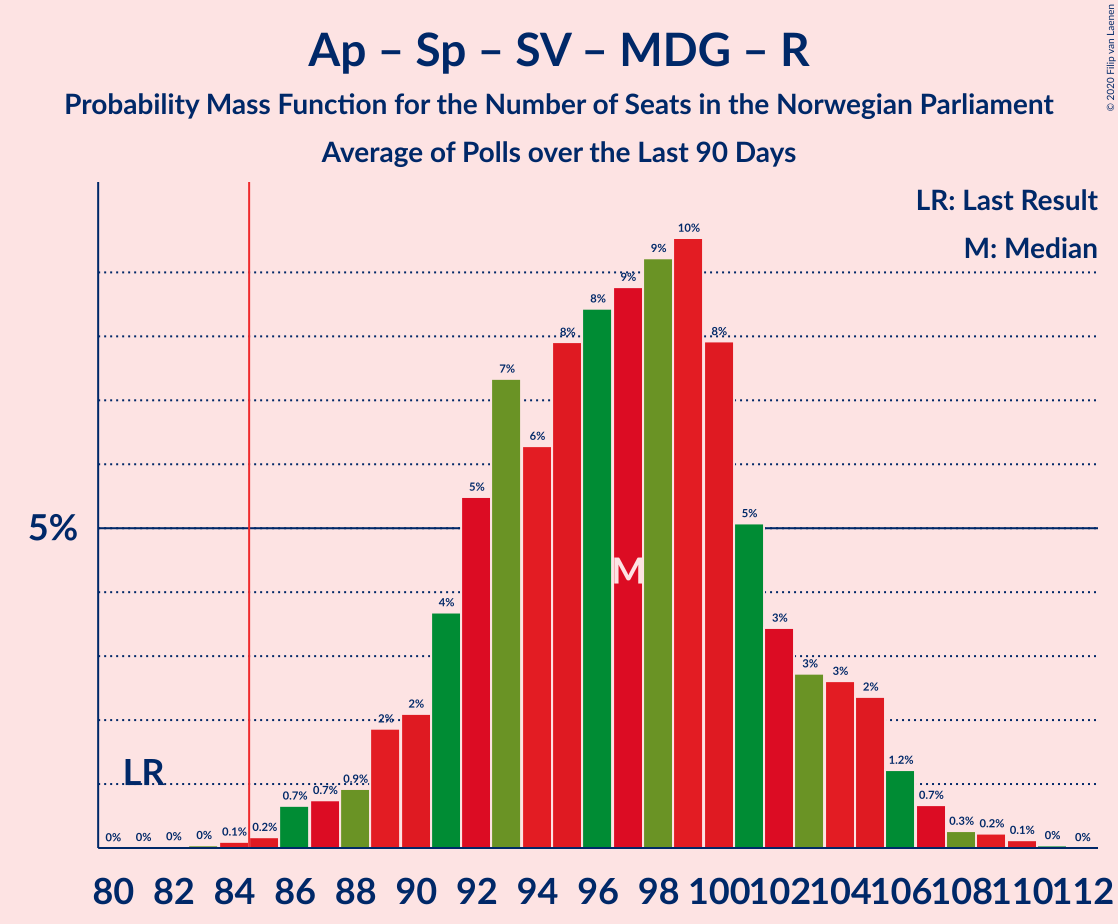 Ap – Sp – SV – MDG – R
Probability Mass Function for the Number of Seats in the Norwegian Parliament
Average of Polls over the Last 90 Days
© 2020 Filip van Laenen
LR: Last Result
M: Median
5%
LR
M
0% 0% 0% 0% 0.1% 0.2% 0.7% 0.7% 0.9% 2% 2% 4% 5% 7% 6% 8% 8% 9% 9% 10% 8% 5% 3% 3% 3% 2% 1.2% 0.7% 0.3% 0.2% 0.1% 0% 0%
80 82 84 86 88 90 92 94 96 98 100 102 104 106 108 110 112